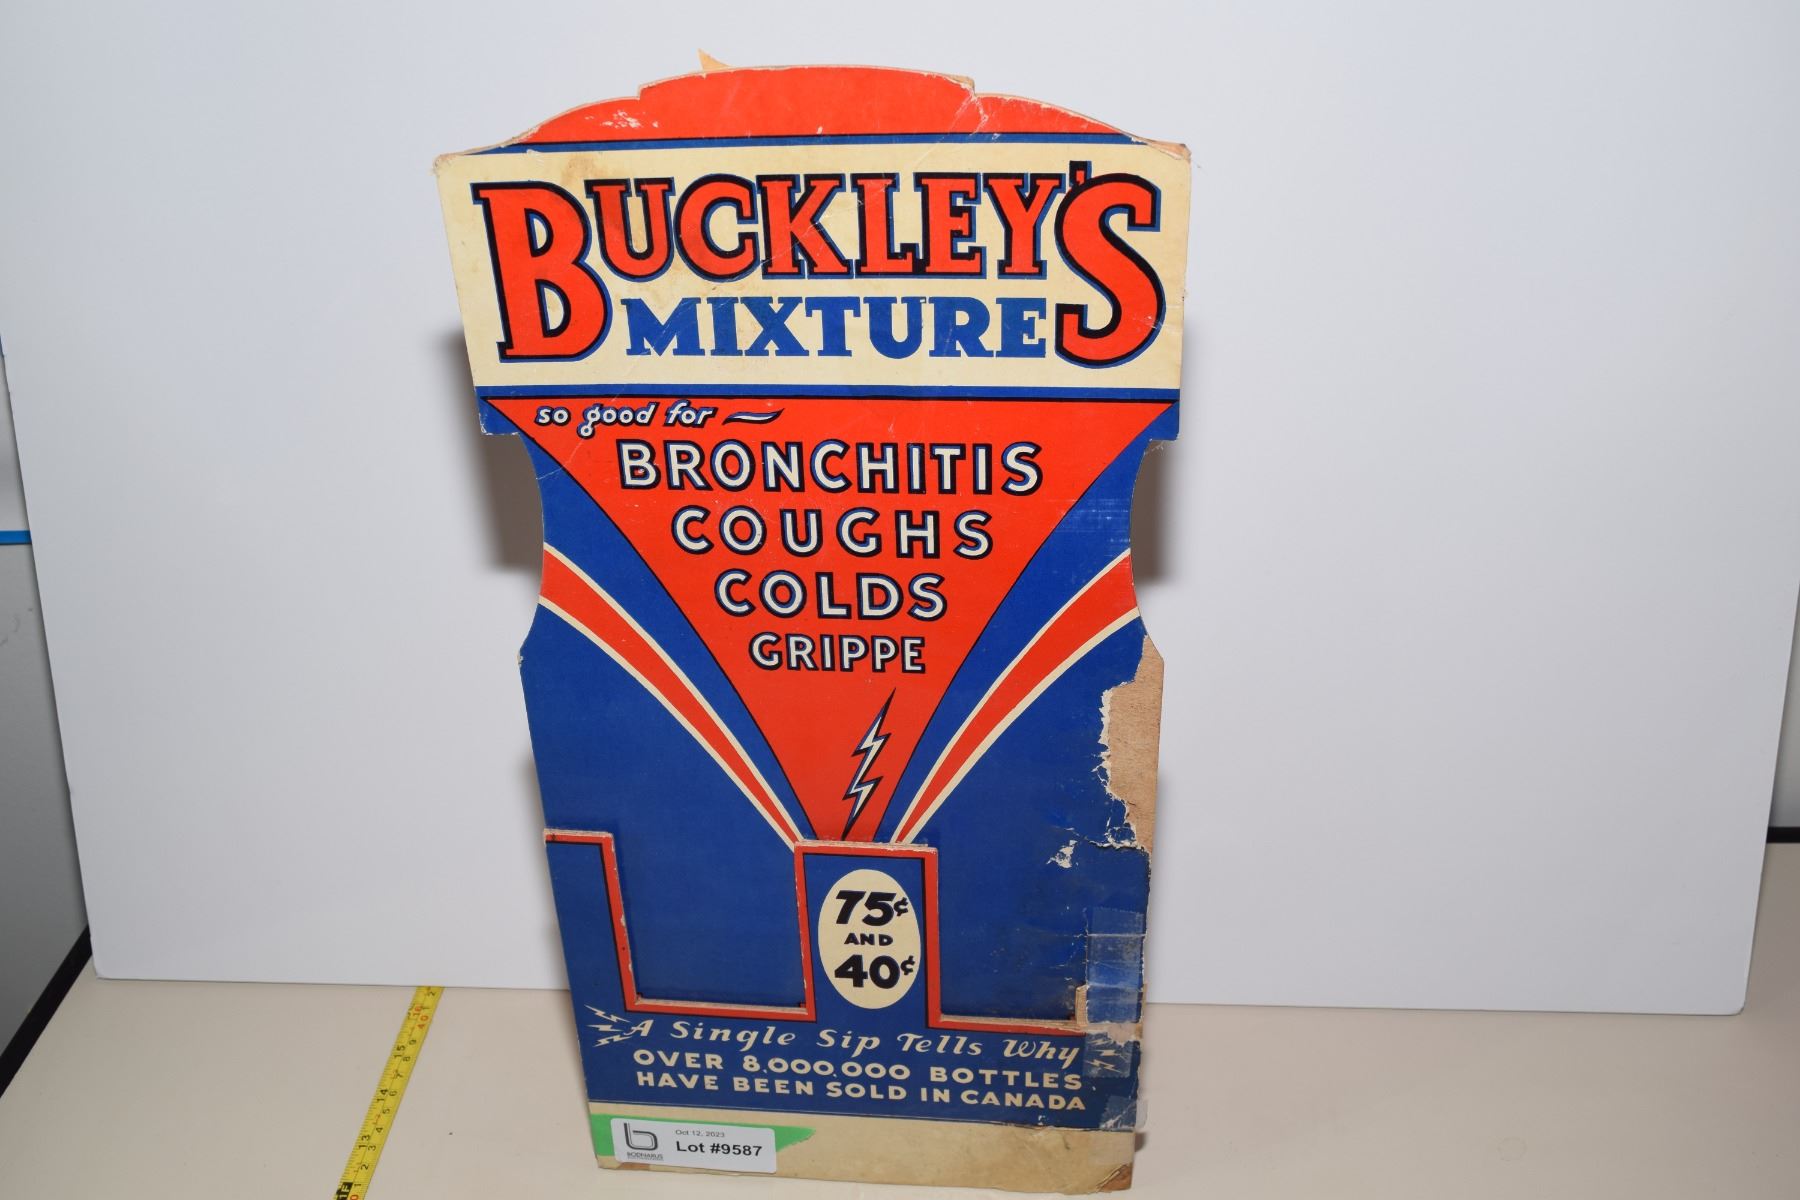 BUCKLEY'S
MIXTURE
so good for ~
BRONCHITIS
COUGHS
COLDS
GRIPPE
75¢
AND
40¢
A Single Sip Tells Why
OVER 8,000,000 BOTTLES
HAVE BEEN SOLD IN CANADA
Oct 12, 2023
Lot #9587
BODNARUS